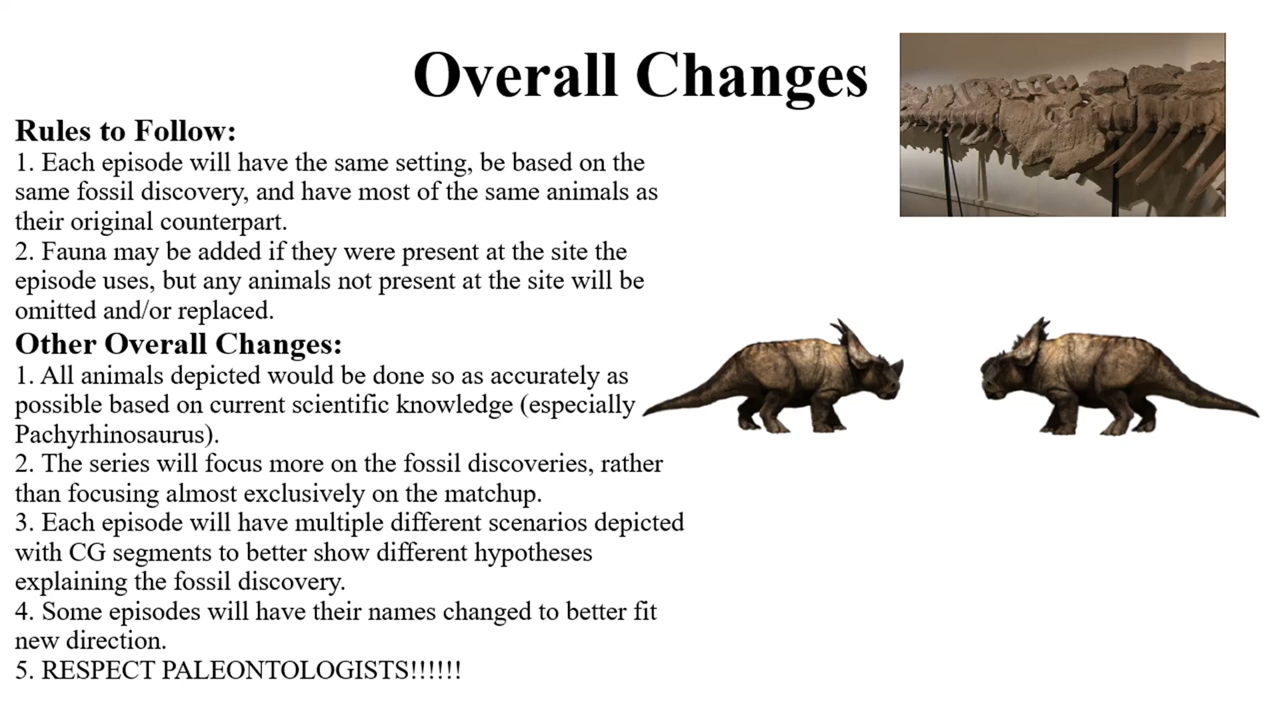 Overall Changes
Rules to Follow:
1. Each episode will have the same setting, be based on the
same fossil discovery, and have most of the same animals as
their original counterpart.
2. Fauna may be added if they were present at the site the
episode uses, but any animals not present at the site will be
omitted and/or replaced.
Other Overall Changes:
1. All animals depicted would be done so as accurately as
possible based on current scientific knowledge (especially
Pachyrhinosaurus).
2. The series will focus more on the fossil discoveries, rather
than focusing almost exclusively on the matchup.
3. Each episode will have multiple different scenarios depicted
with CG segments to better show different hypotheses
explaining the fossil discovery.
4. Some episodes will have their names changed to better fit
new direction.
5. RESPECT PALEONTOLOGISTS!!!!!!